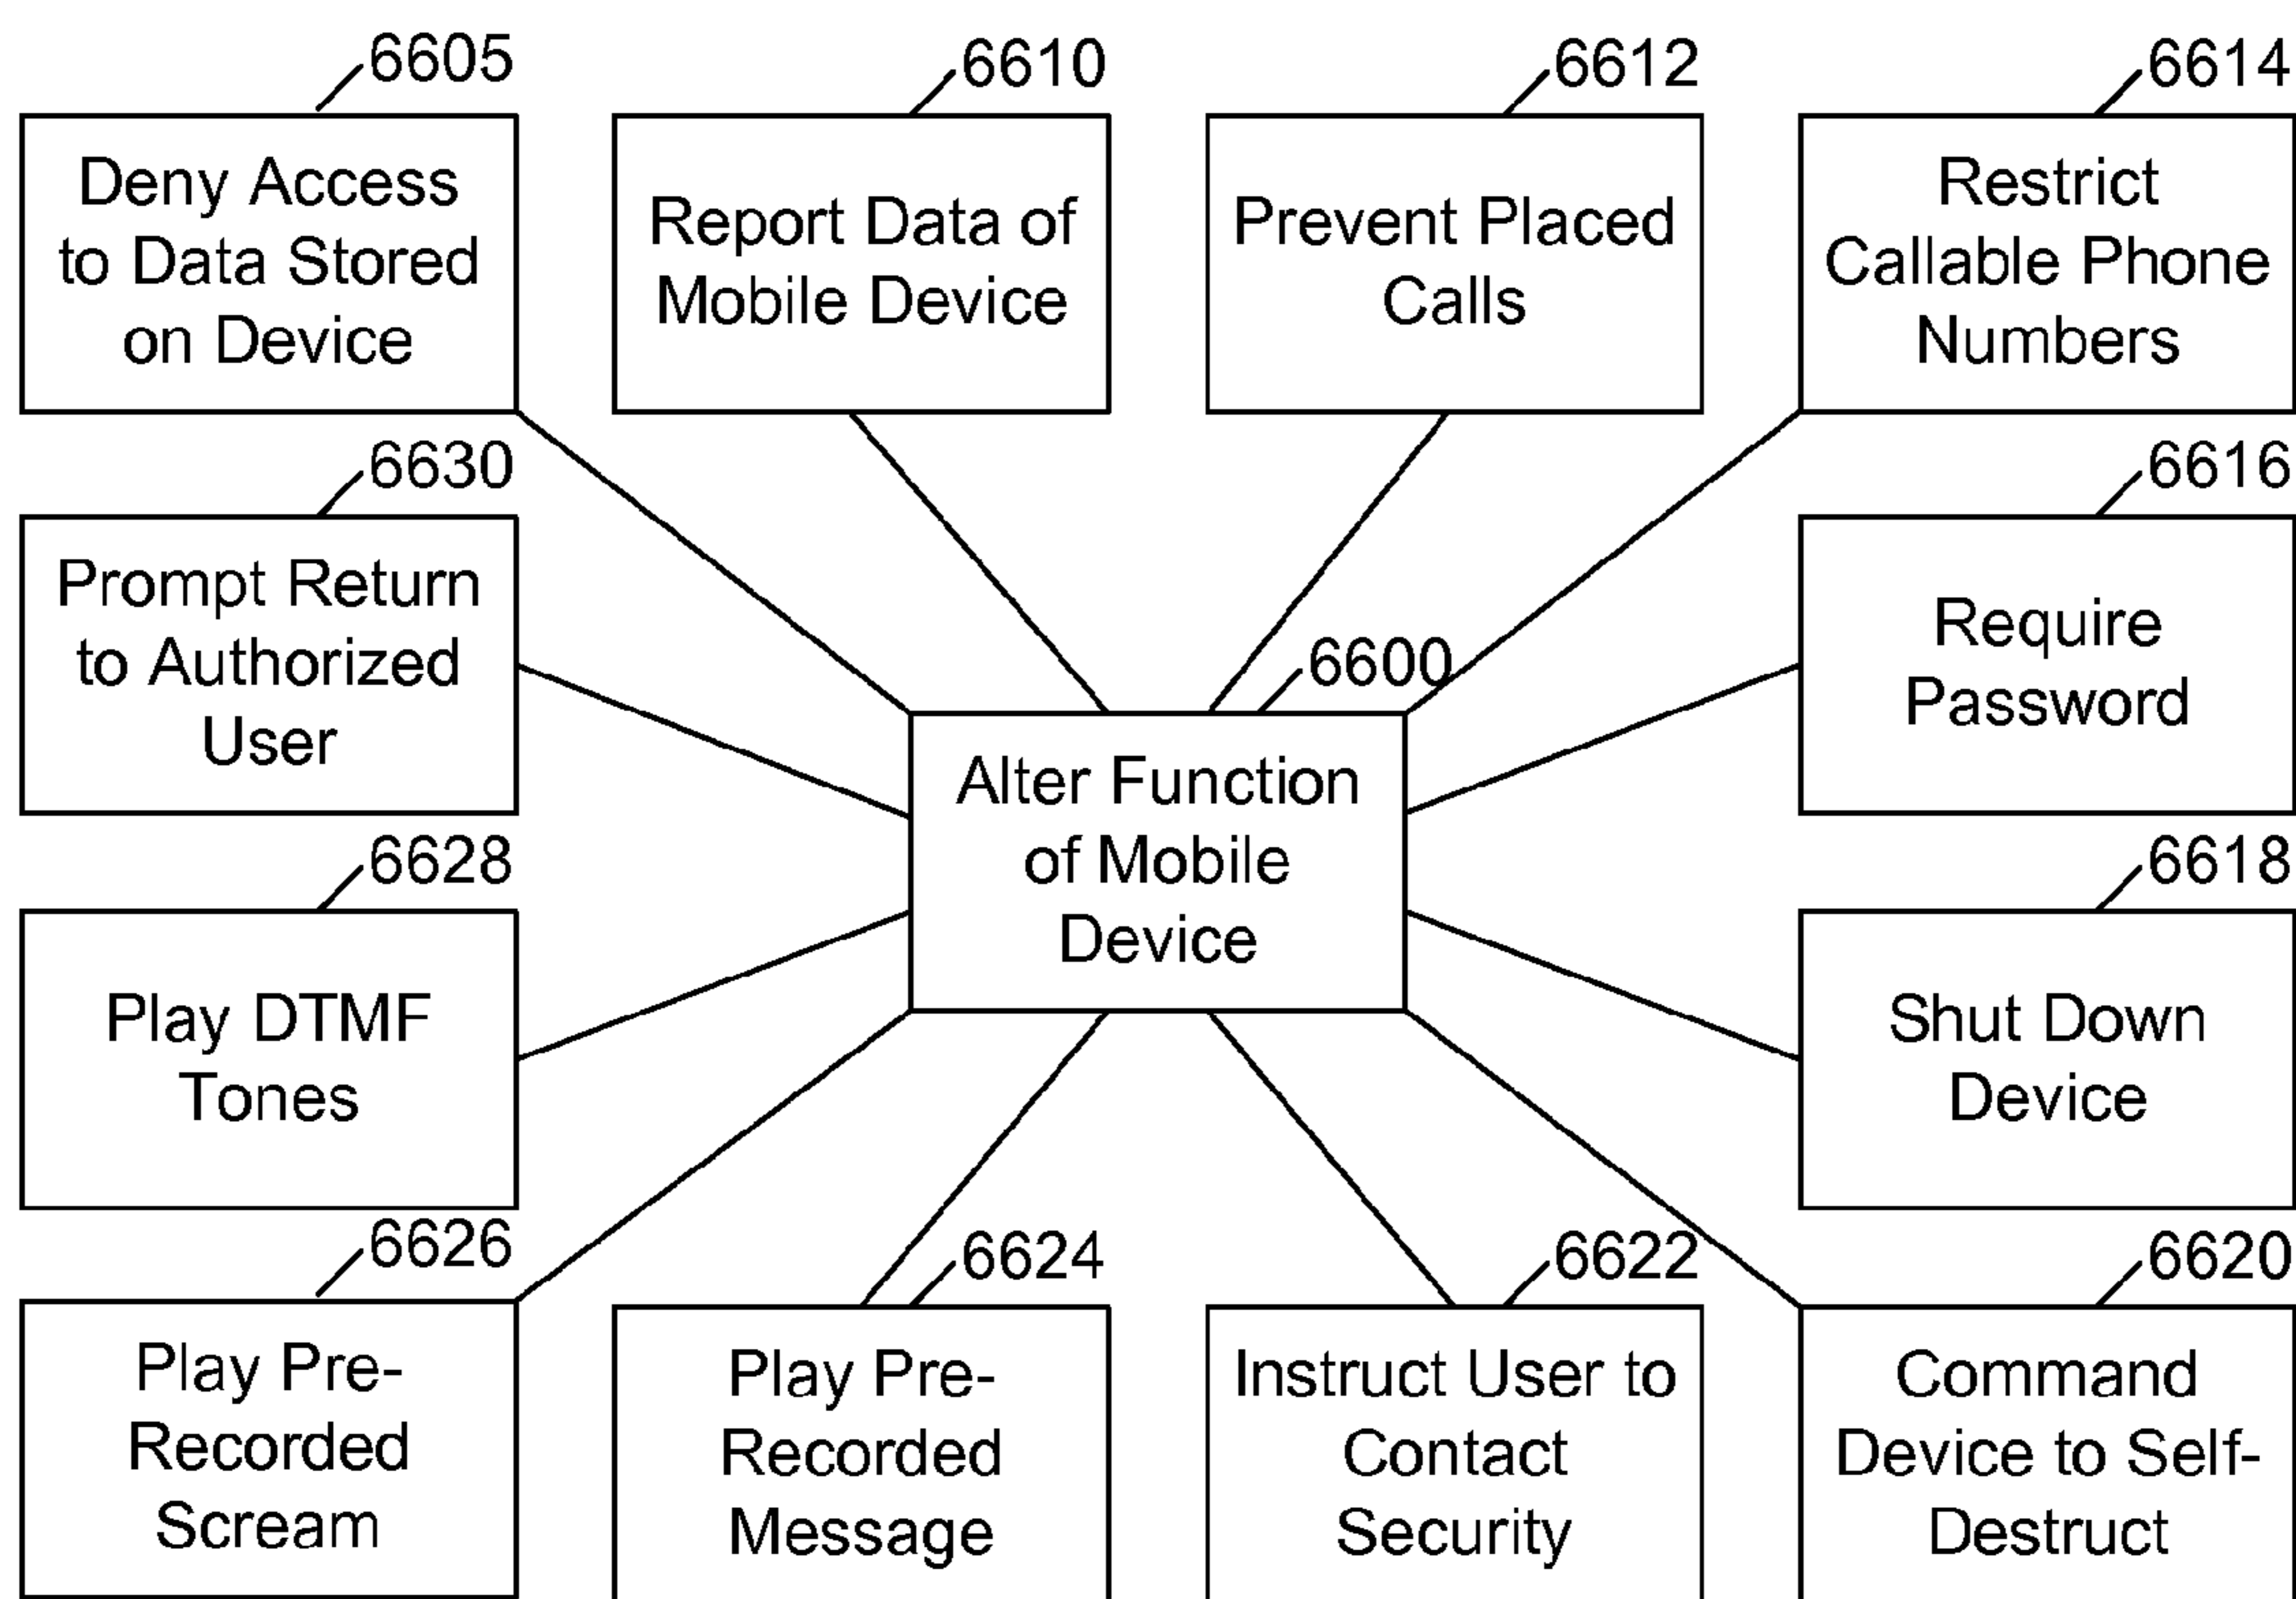 6605
Deny Access
to Data Stored
on Device
6610
Report Data of
Mobile Device
6612
Prevent Placed
Calls
6614
Restrict
Callable Phone
Numbers
6630
Prompt Return
to Authorized
User
6600
Alter Function
of Mobile
Device
6616
Require
Password
6628
Play DTMF
Tones
6618
Shut Down
Device
6626
Play Pre-
Recorded
Scream
6624
Play Pre-
Recorded
Message
6622
Instruct User to
Contact
Security
6620
Command
Device to Self-
Destruct